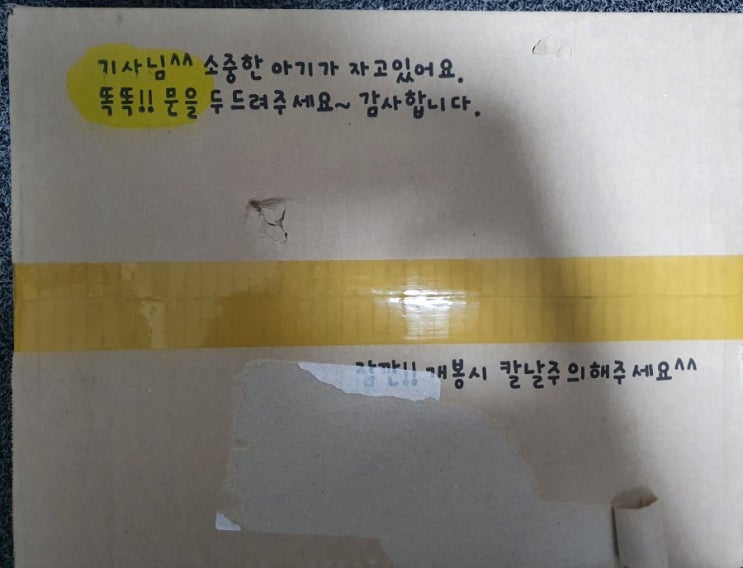 기사님^^ 소중한 아기가 자고있어요.
똑똑!! 문을 두드려주세요~ 감사합니다.
잠깐!! 개봉시 칼날주의해주세요^^